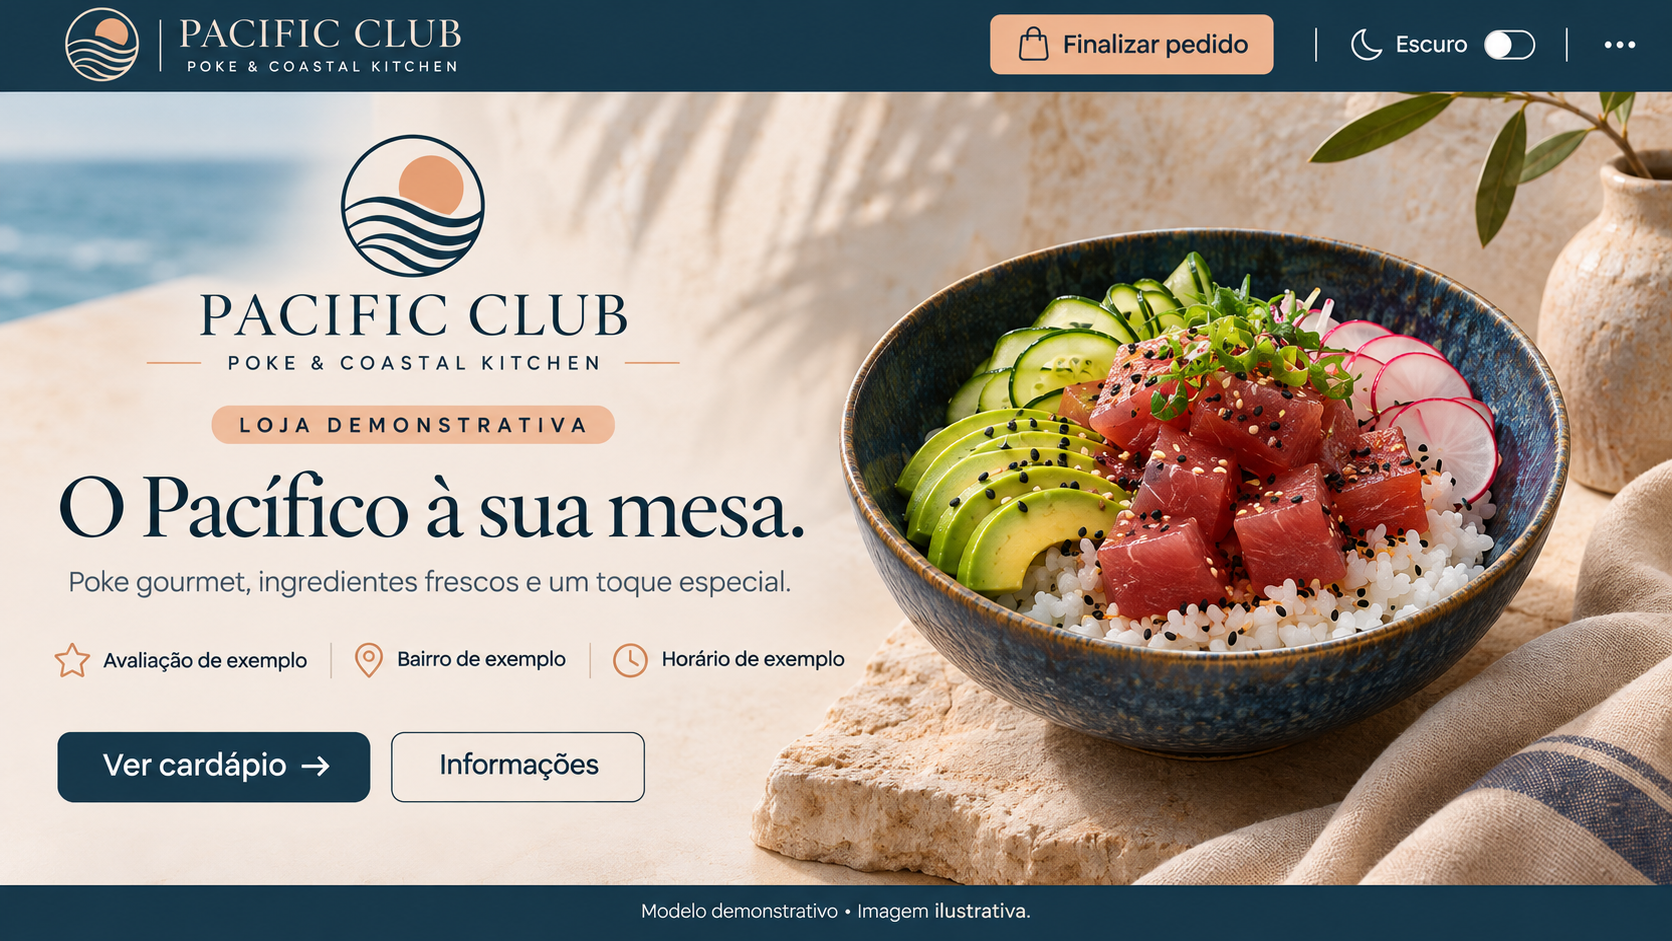 PACIFIC CLUB
POKE & COASTAL KITCHEN
Finalizar pedido
Escuro
PACIFIC CLUB
POKE & COASTAL KITCHEN
LOJA DEMONSTRATIVA
O Pacífico à sua mesa.
Poke gourmet, ingredientes frescos e um toque especial.
Avaliação de exemplo
Bairro de exemplo
Horário de exemplo
Ver cardápio →
Informações
Modelo demonstrativo • Imagem ilustrativa.